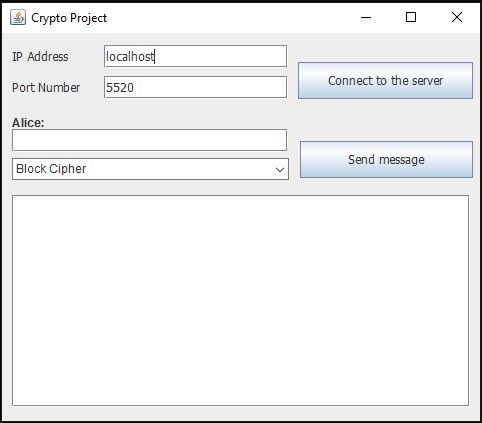 Crypto Project
IP Address localhost
Connect to the server
Port Number 5520
Alice:
Send message
Block Cipher